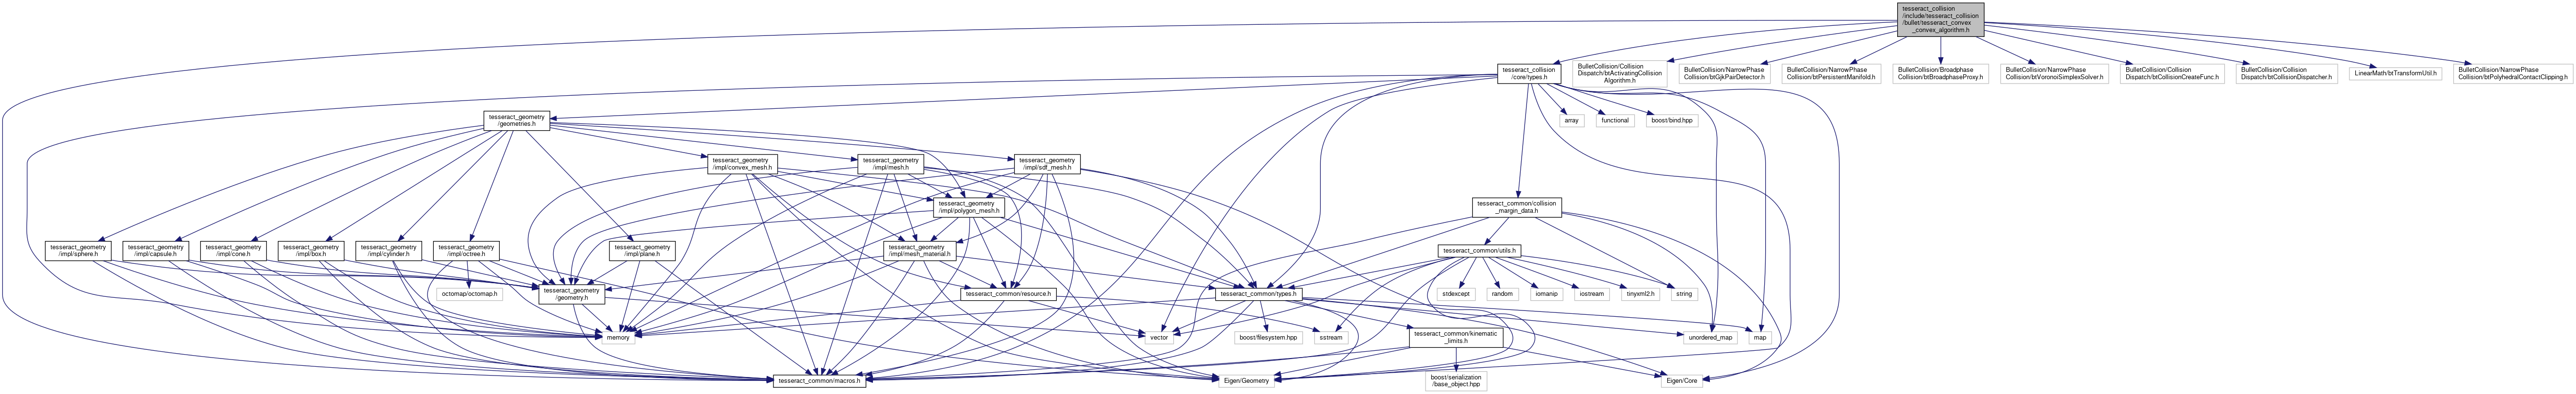 tesseract_collision
/include/tesseract_collision
/bullet/tesseract_convex
_convex_algorithm.h
tesseract_collision
/core/types.h
BulletCollision/Collision
Dispatch/btActivatingCollision
Algorithm.h
BulletCollision/NarrowPhase
Collision/btGjkPairDetector.h
BulletCollision/NarrowPhase
Collision/btPersistentManifold.h
BulletCollision/Broadphase
Collision/btBroadphaseProxy.h
BulletCollision/NarrowPhase
Collision/btVoronoiSimplexSolver.h
BulletCollision/Collision
Dispatch/btCollisionCreateFunc.h
BulletCollision/Collision
Dispatch/btCollisionDispatcher.h
LinearMath/btTransformUtil.h
BulletCollision/NarrowPhase
Collision/btPolyhedralContactClipping.h
tesseract_geometry
/geometries.h
array
functional
boost/bind.hpp
tesseract_geometry
/impl/convex_mesh.h
tesseract_geometry
/impl/mesh.h
tesseract_geometry
/impl/sdf_mesh.h
tesseract_geometry
/impl/polygon_mesh.h
tesseract_common/collision
_margin_data.h
tesseract_geometry
/impl/sphere.h
tesseract_geometry
/impl/capsule.h
tesseract_geometry
/impl/cone.h
tesseract_geometry
/impl/box.h
tesseract_geometry
/impl/cylinder.h
tesseract_geometry
/impl/octree.h
tesseract_geometry
/impl/plane.h
tesseract_geometry
/impl/mesh_material.h
tesseract_common/utils.h
octomap/octomap.h
tesseract_geometry
/geometry.h
tesseract_common/resource.h
tesseract_common/types.h
stdexcept
random
iomanip
iostream
tinyxml2.h
string
memory
vector
boost/filesystem.hpp
sstream
tesseract_common/kinematic
_limits.h
unordered_map
map
tesseract_common/macros.h
Eigen/Geometry
boost/serialization
/base_object.hpp
Eigen/Core